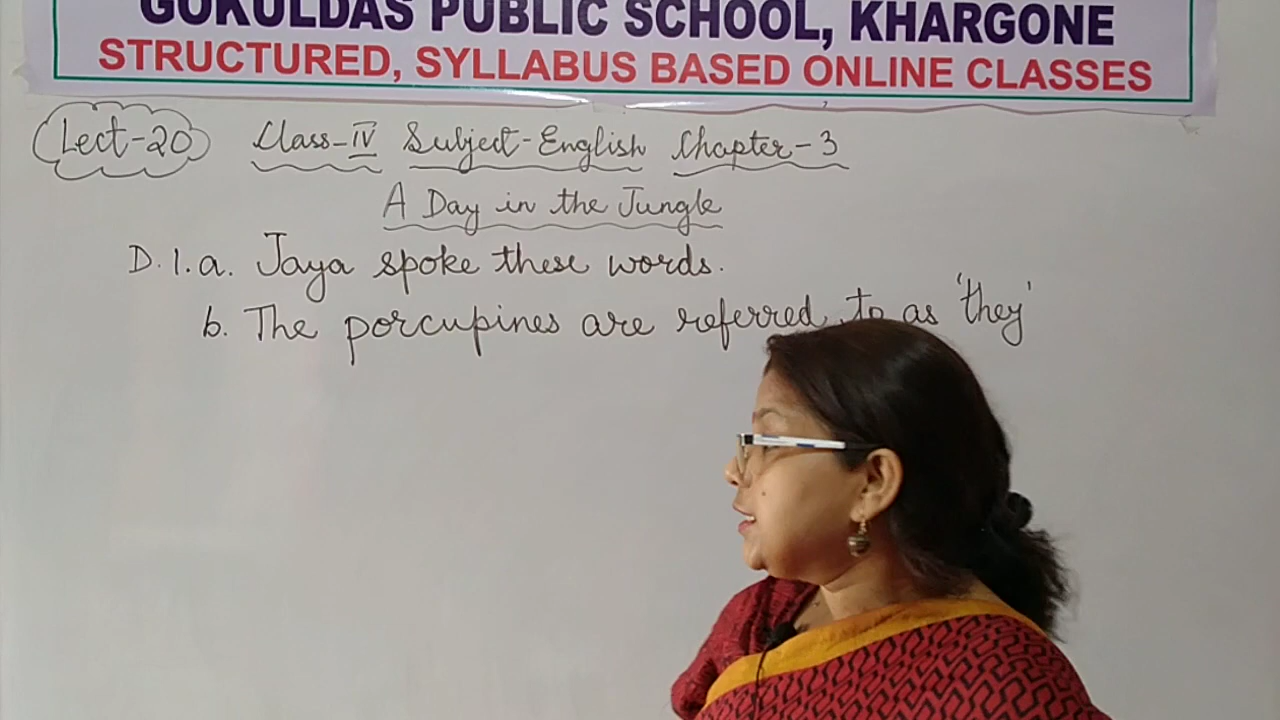 GOKULDAS PUBLIC SCHOOL, KHARGONE
STRUCTURED, SYLLABUS BASED ONLINE CLASSES
Lect-20 Class-IV Subject-English Chapter-3
A Day in the Jungle
D. 1. a. Jaya spoke these words.
b. The porcupines are referred to as 'they'